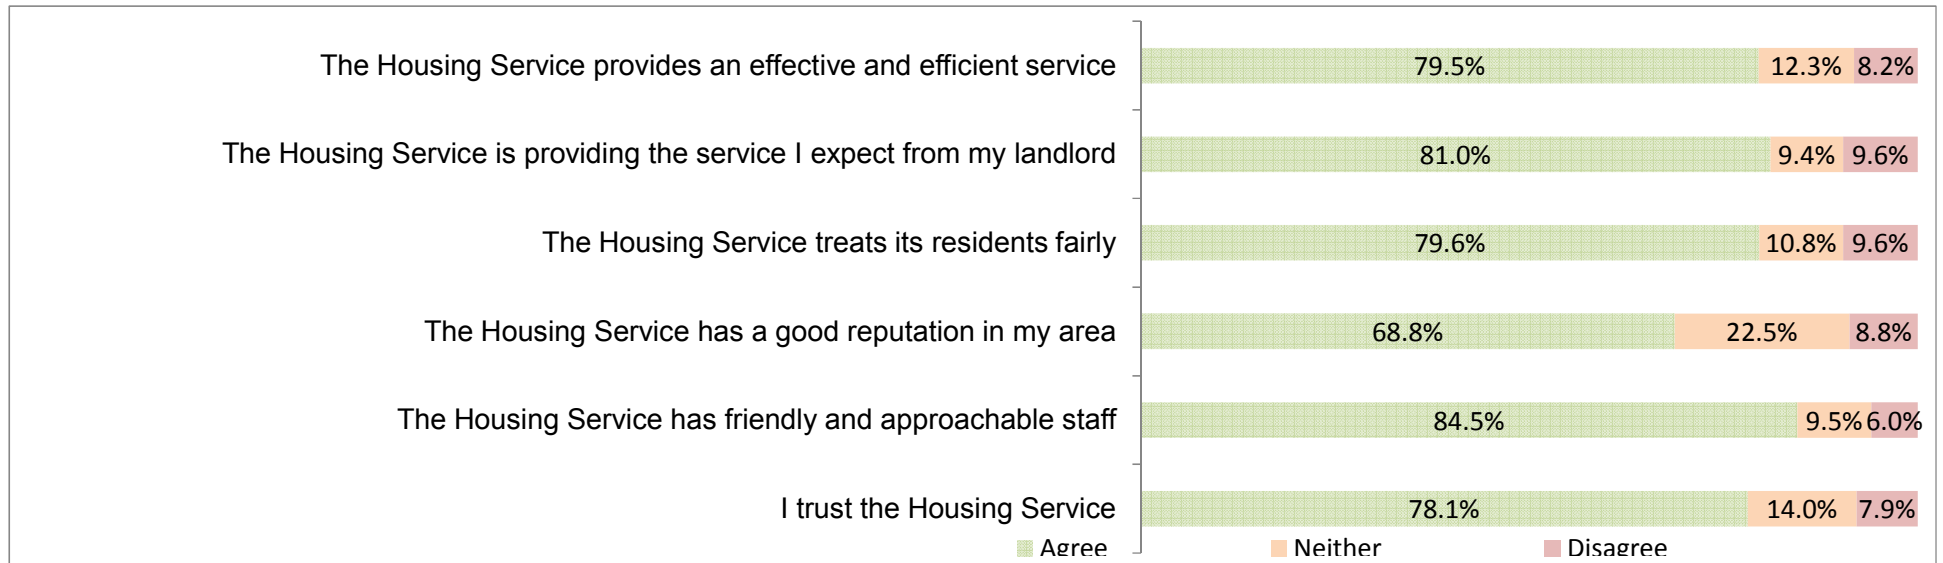 The Housing Service provides an effective and efficient service 79.5% 12.3% 8.2%
The Housing Service is providing the service I expect from my landlord 81.0% 9.4% 9.6%
The Housing Service treats its residents fairly 79.6% 10.8% 9.6%
The Housing Service has a good reputation in my area 68.8% 22.5% 8.8%
The Housing Service has friendly and approachable staff 84.5% 9.5% 6.0%
I trust the Housing Service 78.1% 14.0% 7.9%
Agree Neither Disagree